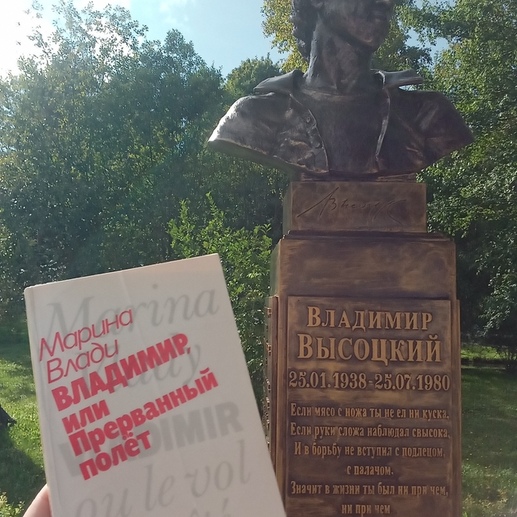 Marina
Марина
Влади
ВЛАДИМИР,
или
Прерванный
полёт
VLADIMIR
ou le vol
ВЛАДИМИР
ВЫСОЦКИЙ
25.01.1938-25.07.1980
Если мясо с ножа ты не ел ни куска,
Если руки сложа наблюдал свысока,
И в борьбу не вступил с подлецом,
с палачом,
Значит в жизни ты был ни при чём,
ни при чем